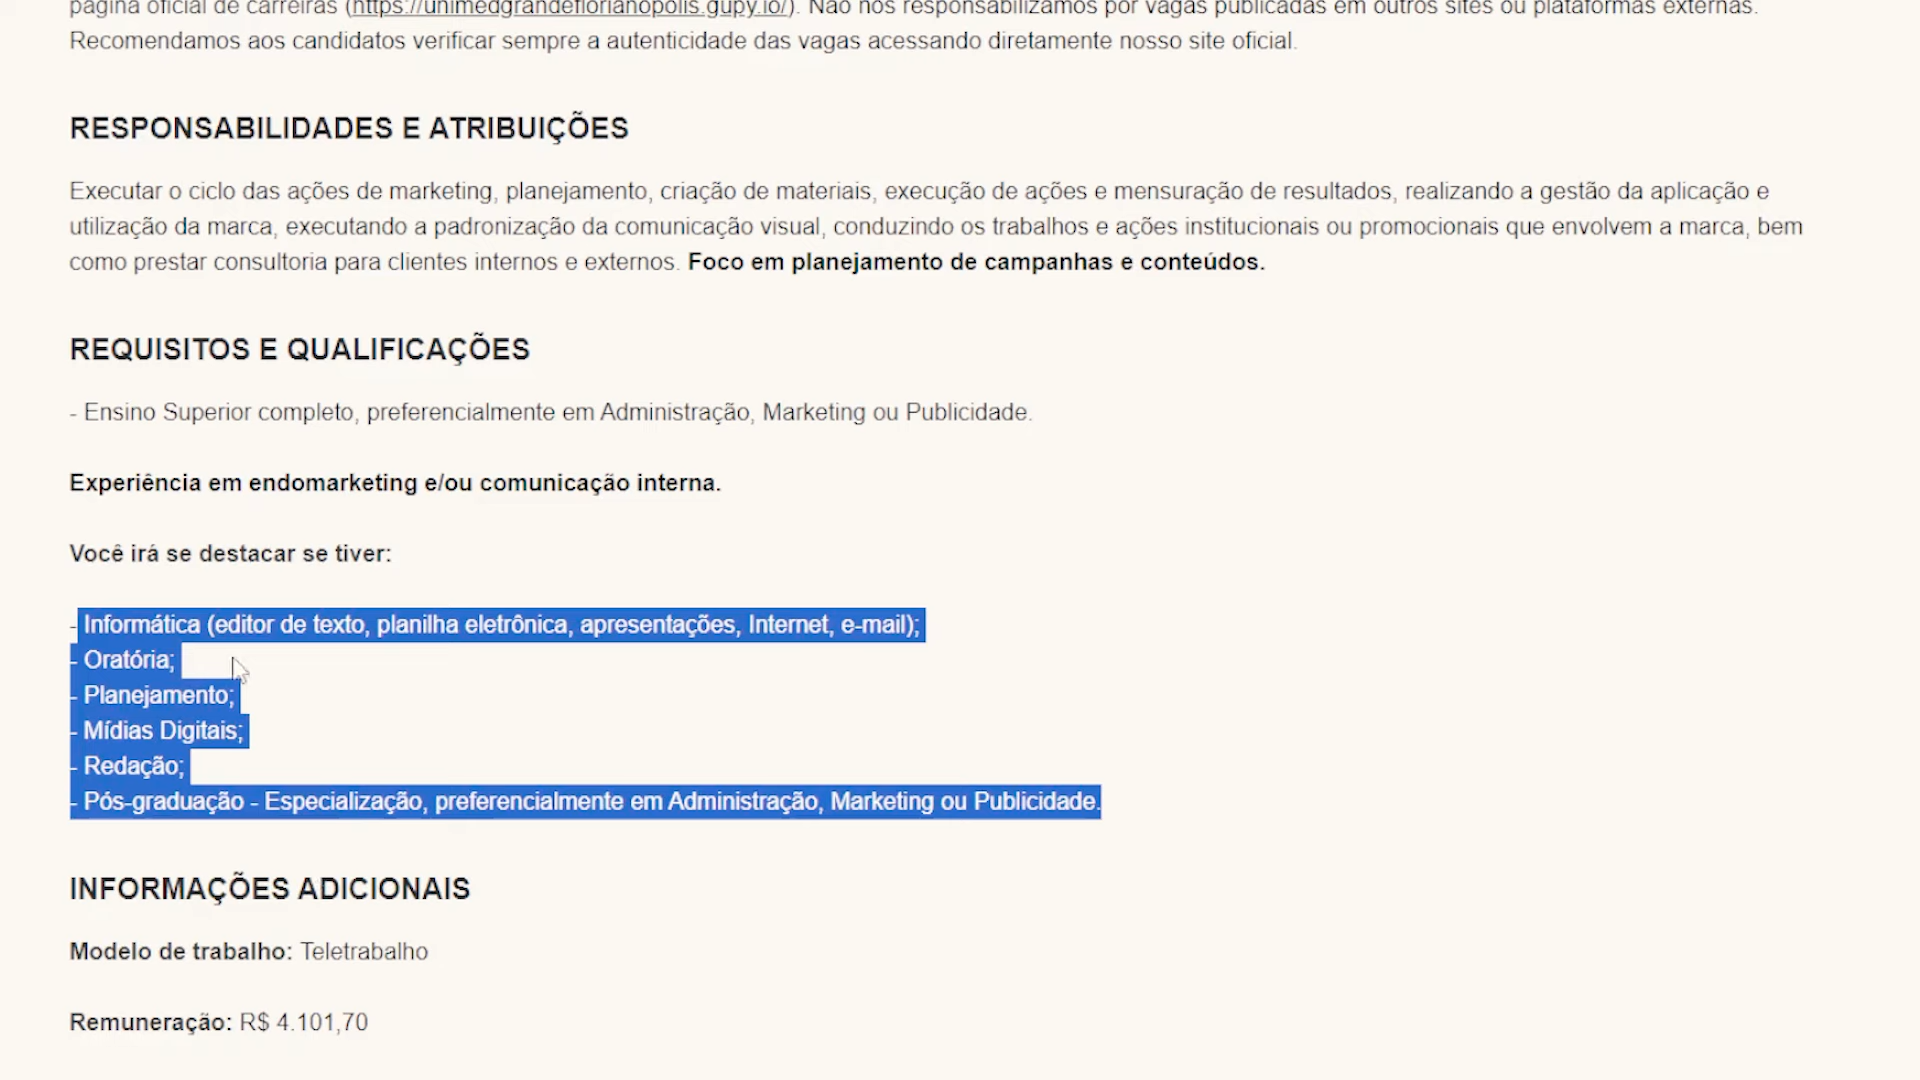 página oficial de carreiras (https://unimedgrandeflorianopolis.gupy.io/). Não nos responsabilizamos por vagas publicadas em outros sites ou plataformas externas.
Recomendamos aos candidatos verificar sempre a autenticidade das vagas acessando diretamente nosso site oficial.
RESPONSABILIDADES E ATRIBUIÇÕES
Executar o ciclo das ações de marketing, planejamento, criação de materiais, execução de ações e mensuração de resultados, realizando a gestão da aplicação e
utilização da marca, executando a padronização da comunicação visual, conduzindo os trabalhos e ações institucionais ou promocionais que envolvem a marca, bem
como prestar consultoria para clientes internos e externos. Foco em planejamento de campanhas e conteúdos.
REQUISITOS E QUALIFICAÇÕES
- Ensino Superior completo, preferencialmente em Administração, Marketing ou Publicidade.
Experiência em endomarketing e/ou comunicação interna.
Você irá se destacar se tiver:
- Informática (editor de texto, planilha eletrônica, apresentações, Internet, e-mail);
- Oratória;
- Planejamento;
- Mídias Digitais;
- Redação;
- Pós-graduação - Especialização, preferencialmente em Administração, Marketing ou Publicidade.
INFORMAÇÕES ADICIONAIS
Modelo de trabalho: Teletrabalho
Remuneração: R$ 4.101,70